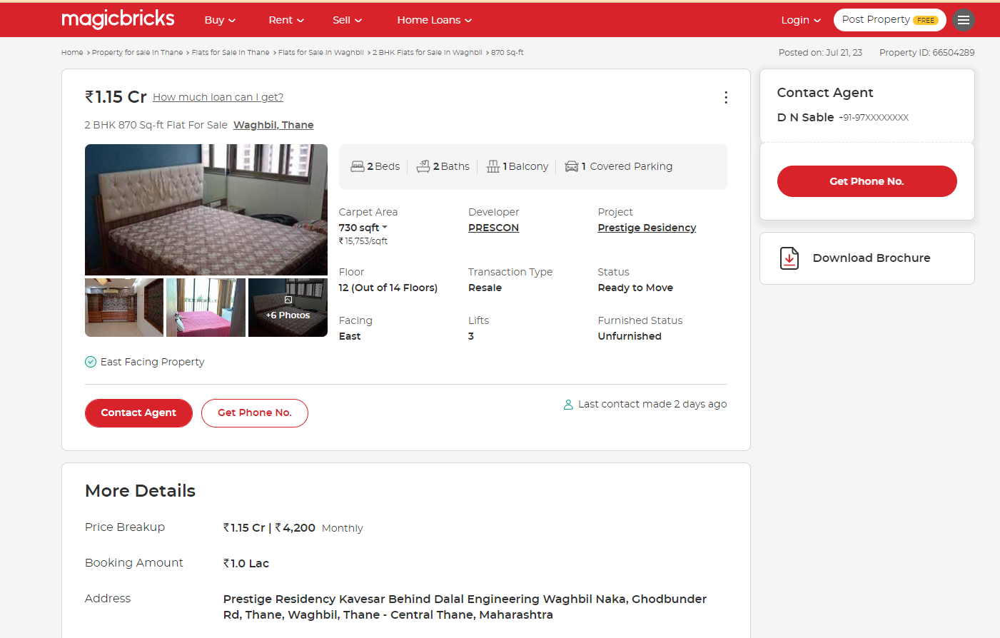 magicbricks
Buy
Rent
Sell
Home Loans
Login
Post Property FREE
Home > Property for sale in Thane > Flats for Sale in Thane > Flats for Sale in Waghbil > 2 BHK Flats for Sale in Waghbil > 870 Sq-ft
Posted on: Jul 21, 23
Property ID: 66504289
₹1.15 Cr How much loan can I get?
2 BHK 870 Sq-ft Flat For Sale Waghbil, Thane
+6 Photos
2 Beds
2 Baths
1 Balcony
1 Covered Parking
Carpet Area
730 sqft
₹15,753/sqft
Developer
PRESCON
Project
Prestige Residency
Floor
12 (Out of 14 Floors)
Transaction Type
Resale
Status
Ready to Move
Facing
East
Lifts
3
Furnished Status
Unfurnished
East Facing Property
Contact Agent
Get Phone No.
Last contact made 2 days ago
Contact Agent
D N Sable +91-97XXXXXXXX
Get Phone No.
Download Brochure
More Details
Price Breakup
₹1.15 Cr | ₹4,200 Monthly
Booking Amount
₹1.0 Lac
Address
Prestige Residency Kavesar Behind Dalal Engineering Waghbil Naka, Ghodbunder
Rd, Thane, Waghbil, Thane - Central Thane, Maharashtra